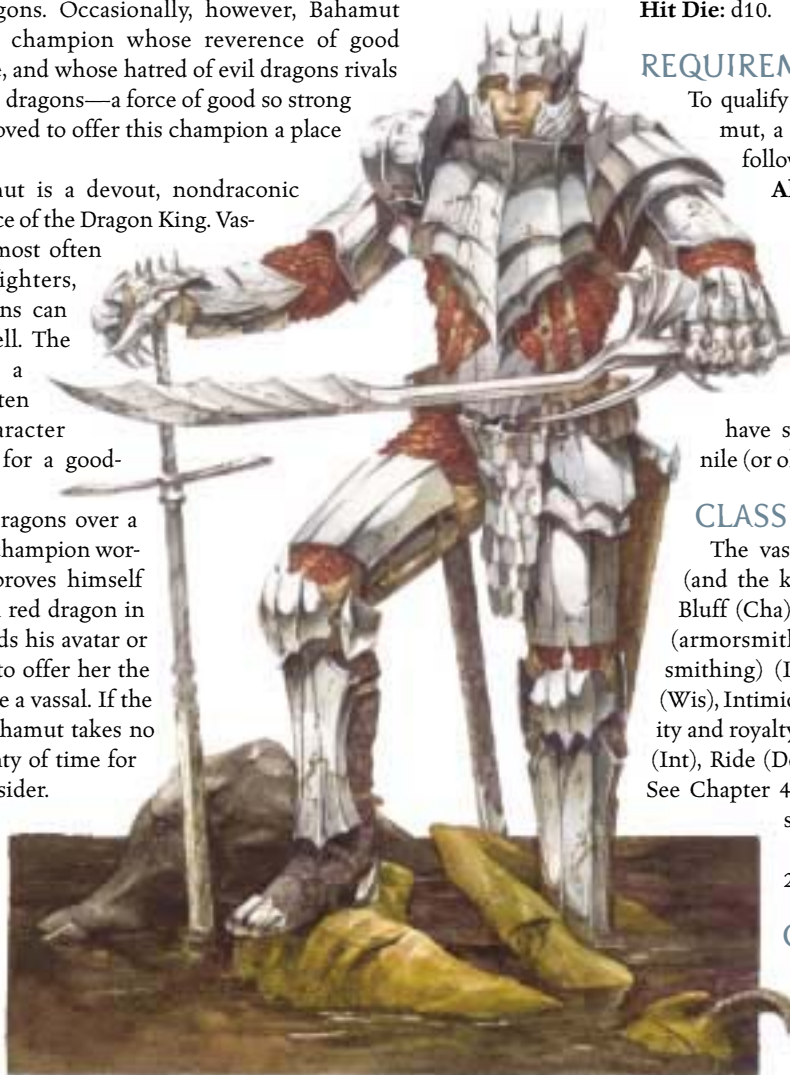 gons. Occasionally, however, Bahamut
champion whose reverence of good
, and whose hatred of evil dragons rivals
dragons—a force of good so strong
oved to offer this champion a place
ut is a devout, nondraconic
ce of the Dragon King. Vas-
most often
ighters,
ns can
ell. The
a
ten
aracter
for a good-
ragons over a
hampion wor-
proves himself
red dragon in
ds his avatar or
to offer her the
e a vassal. If the
hamut takes no
nty of time for
sider.
Hit Die: d10.
REQUIREM
To qualify
mut, a
follow
Al
have s
nile (or ol
CLASS
The vas
(and the k
Bluff (Cha)
(armorsmith
smithing) (I
(Wis), Intimid
ity and royalty
(Int), Ride (De
See Chapter 4
s
2